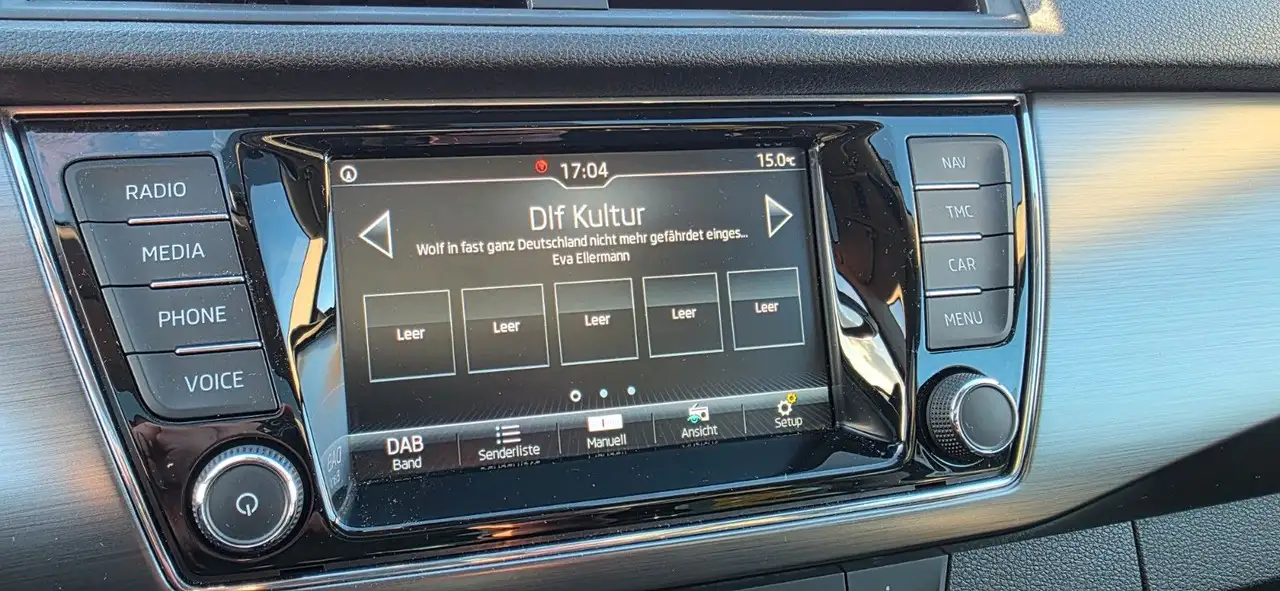 RADIO
MEDIA
PHONE
VOICE
17:04
15.0°C
Dlf Kultur
Wolf in fast ganz Deutschland nicht mehr gefährdet einges...
Eva Ellermann
Leer Leer Leer Leer Leer
DAB
Band
Senderliste
Manuell
Ansicht
Setup
NAV
TMC
CAR
MENU